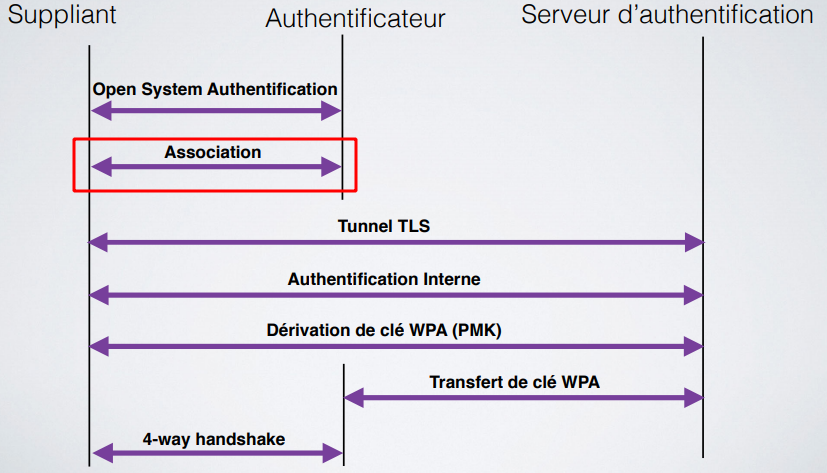 Suppliant
Authentificateur
Serveur d'authentification
Open System Authentification
Association
Tunnel TLS
Authentification Interne
Dérivation de clé WPA (PMK)
Transfert de clé WPA
4-way handshake